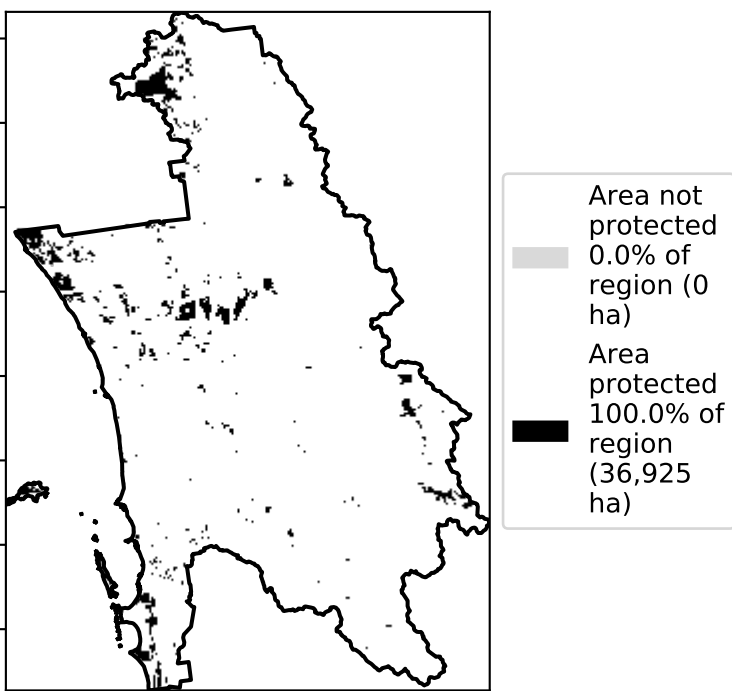 Area not
protected
0.0% of
region (0
ha)
Area
protected
100.0% of
region
(36,925
ha)